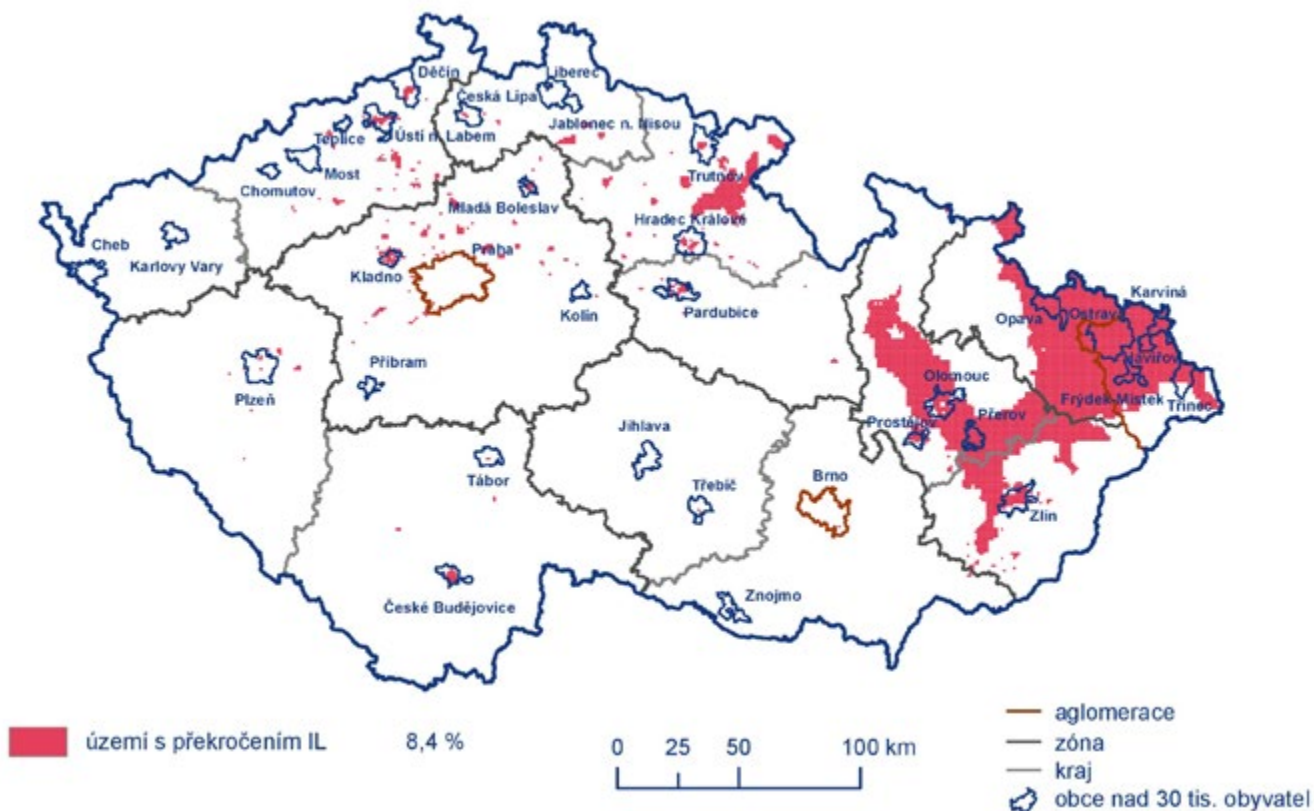 Děčín
Liberec
Česká Lípa
Teplice
Ústí n. Labem
Jablonec n. Nisou
Most
Chomutov
Trutnov
Mladá Boleslav
Hradec Králové
Cheb
Karlovy Vary
Kladno
Praha
Kolín
Pardubice
Karviná
Opava
Ostrava
Havířov
Příbram
Plzeň
Olomouc
Frýdek-Místek
Třinec
Prostějov
Přerov
Jihlava
Tábor
Třebíč
Brno
Zlín
České Budějovice
Znojmo
území s překročením IL 8,4 %
0 25 50 100 km
aglomerace
zóna
kraj
obce nad 30 tis. obyvatel